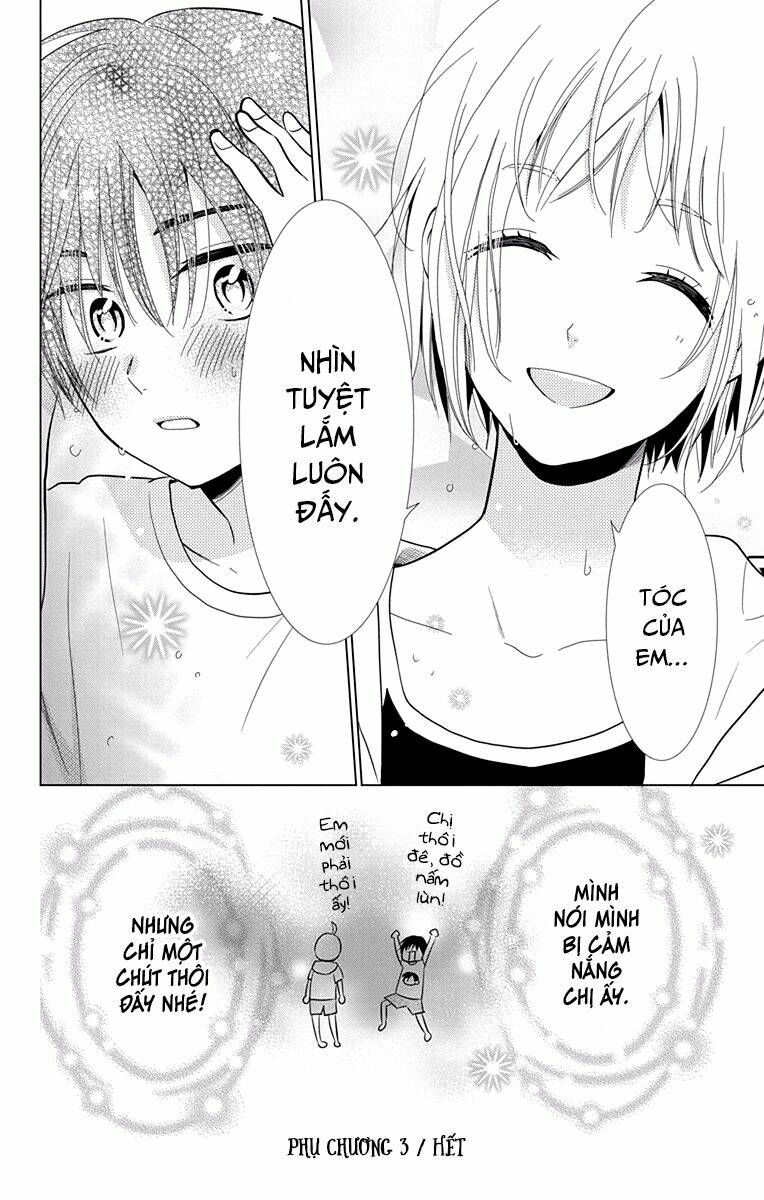 TÓC
CỦA
EM...
NHÌN
TUYỆT
LẮM
LUÔN
ĐẤY.
Chị
thôi
đê, đồ
nấm
lùn!
Em
mới
phải
thôi
ấy!
MÌNH
NÓI MÌNH
BỊ CẢM
NẮNG
CHỊ ẤY.
NHƯNG
CHỈ MỘT
CHÚT THÔI
ĐẤY NHÉ!
PHỤ CHƯƠNG 3 / HẾT